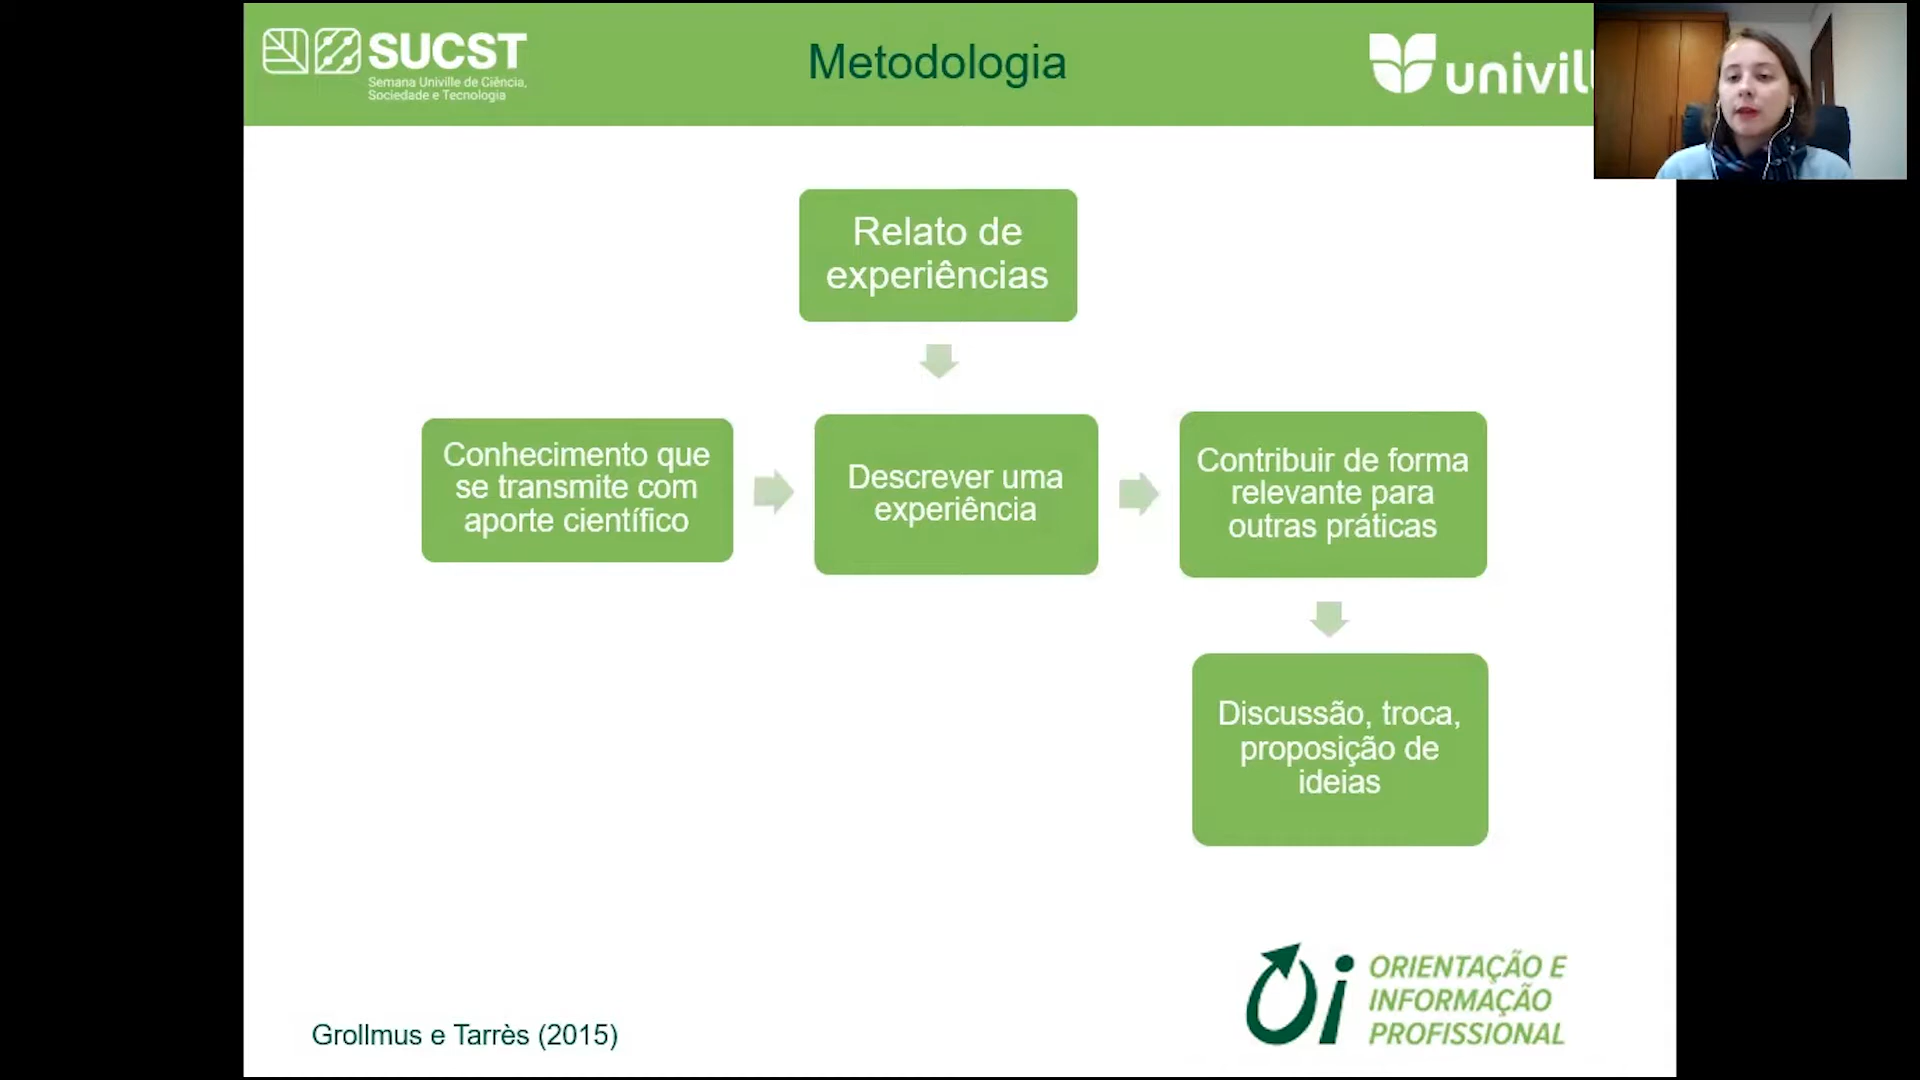 SUCST
Semana Univille de Ciência,
Sociedade e Tecnologia
Metodologia
univill
Relato de
experiências
Conhecimento que
se transmite com
aporte científico
Descrever uma
experiência
Contribuir de forma
relevante para
outras práticas
Discussão, troca,
proposição de
ideias
Grollmus e Tarrès (2015)
Oi
ORIENTAÇÃO E
INFORMAÇÃO
PROFISSIONAL